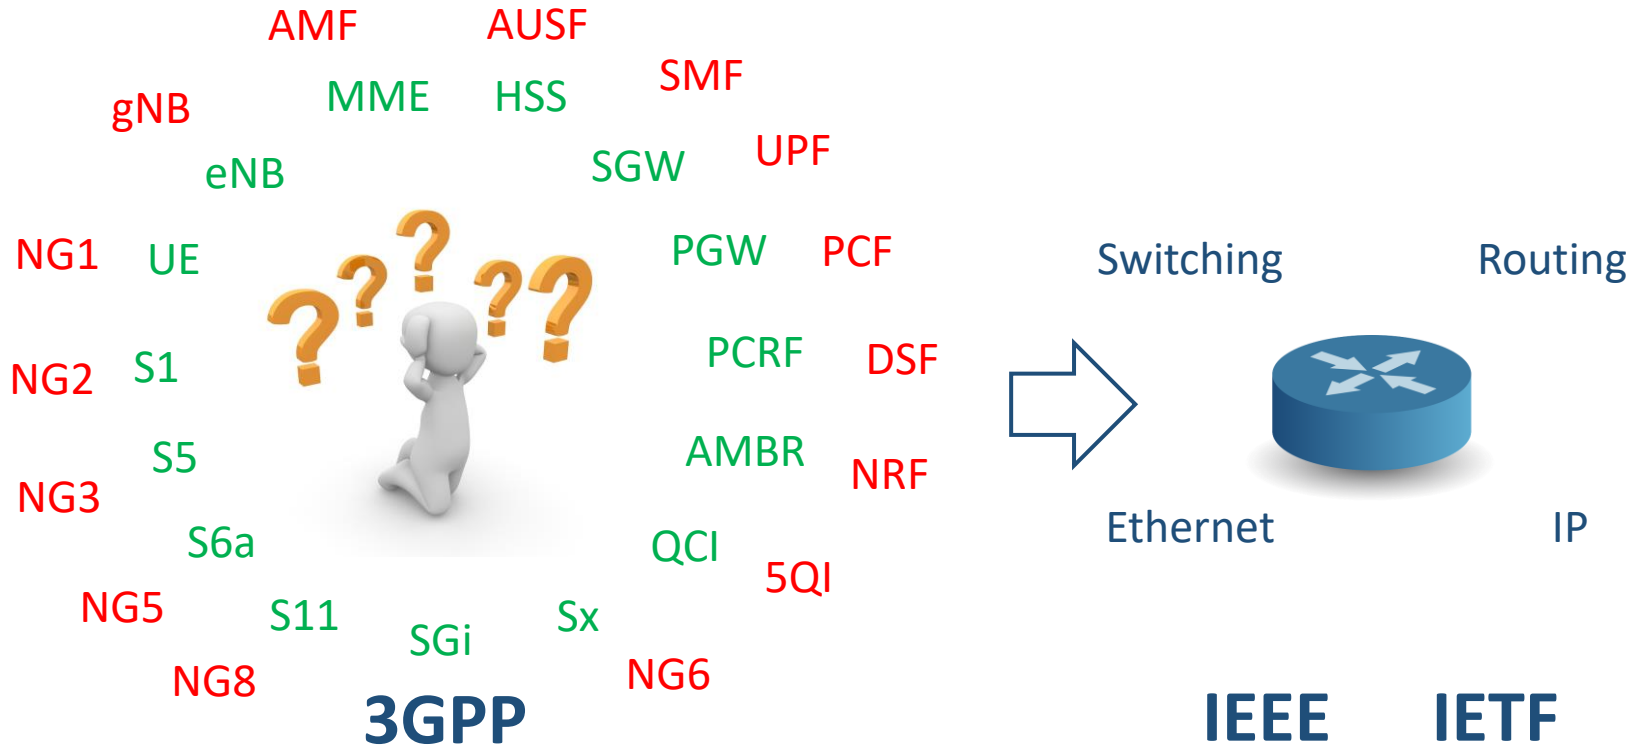 AMF AUSF
SMF
MME HSS
gNB
UPF
eNB SGW
NG1 UE PGW PCF Switching Routing
S1 PCRF DSF
NG2
S5 AMBR
NRF
NG3
Ethernet IP
S6a QCI
5QI
NG5 S11 Sx
SGi
NG8 NG6
3GPP IEEE IETF